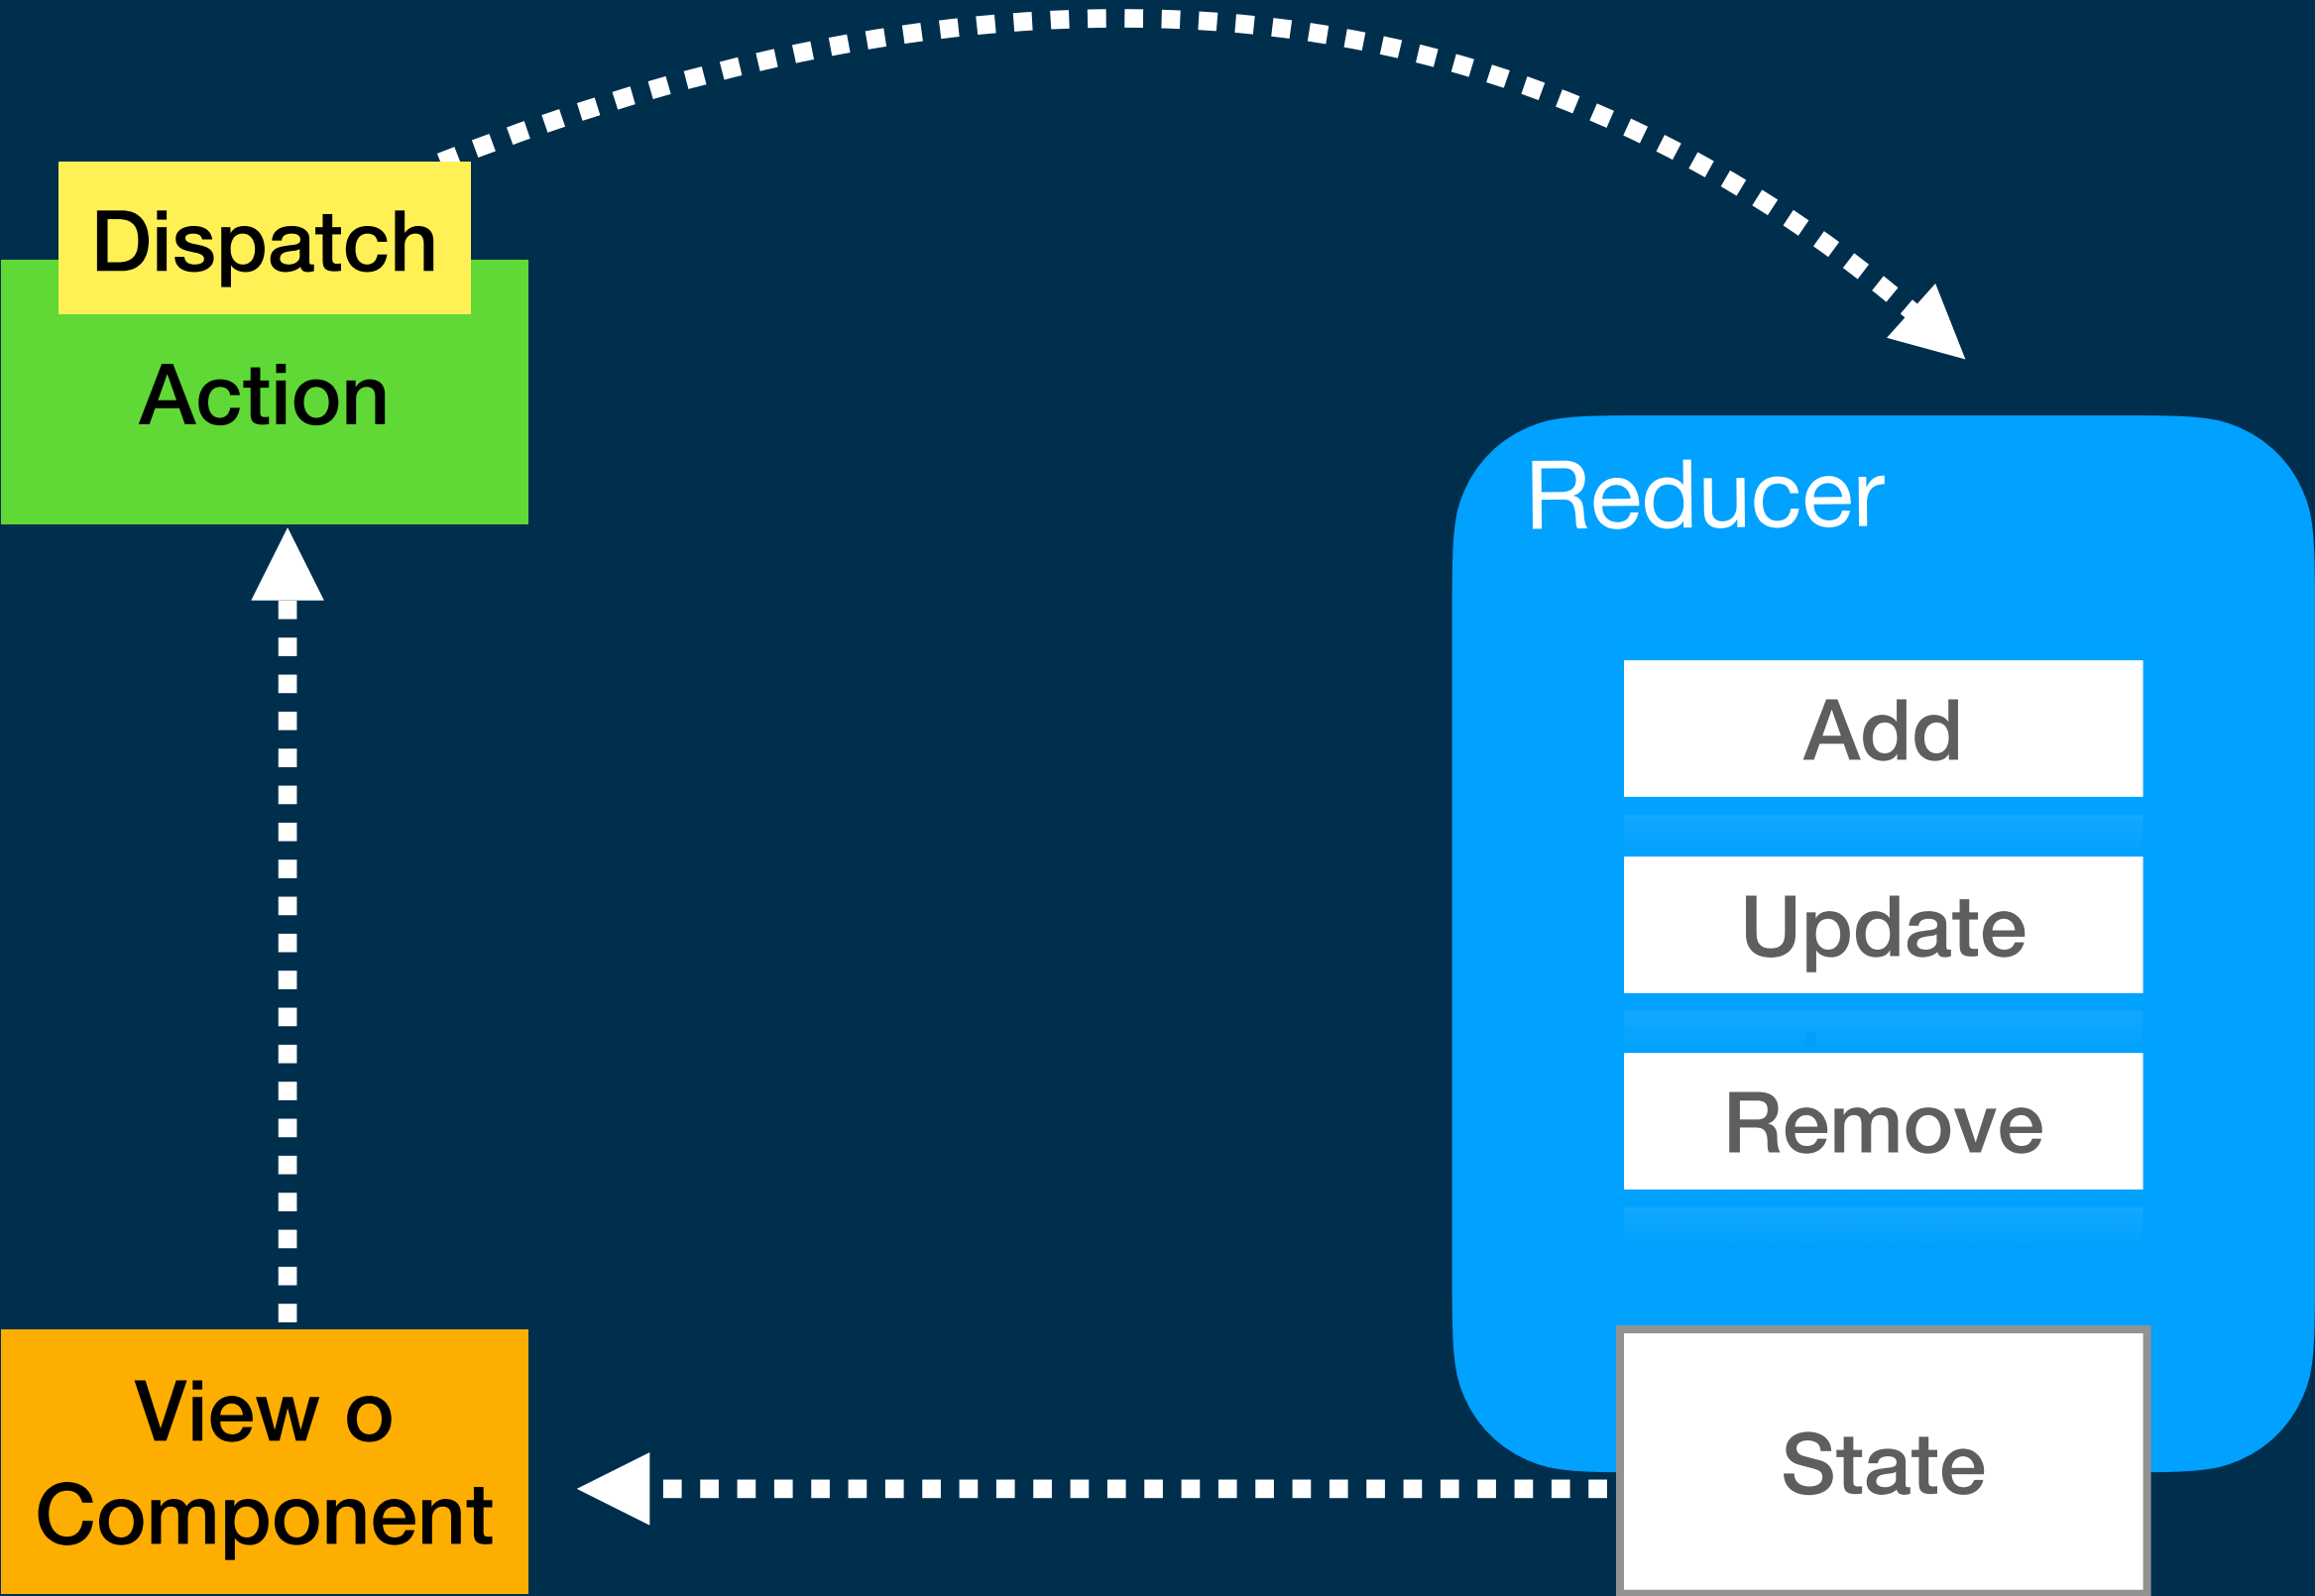 Dispatch
Action
Reducer
Add
Update
Remove
State
View o
Component